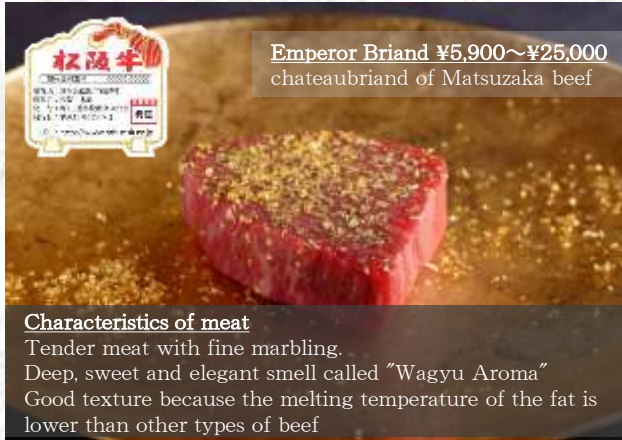 松阪牛
Emperor Briand ¥5,900～¥25,000
chateaubriand of Matsuzaka beef
Characteristics of meat
Tender meat with fine marbling.
Deep, sweet and elegant smell called "Wagyu Aroma"
Good texture because the melting temperature of the fat is
lower than other types of beef